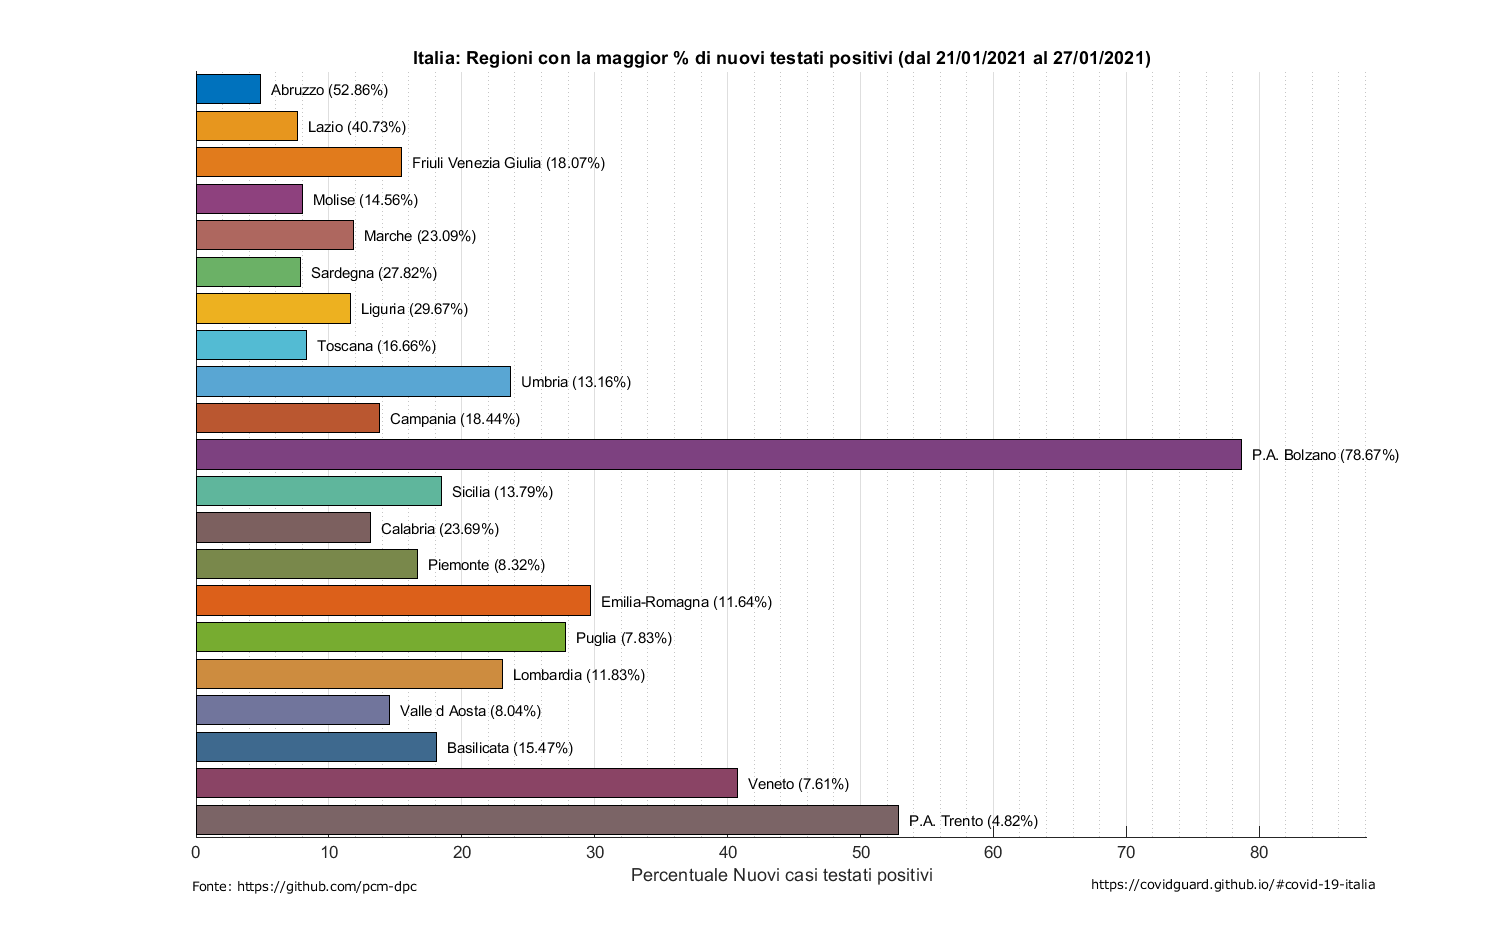 Italia: Regioni con la maggior % di nuovi testati positivi (dal 21/01/2021 al 27/01/2021)
Abruzzo (52.86%)
Lazio (40.73%)
Friuli Venezia Giulia (18.07%)
Molise (14.56%)
Marche (23.09%)
Sardegna (27.82%)
Liguria (29.67%)
Toscana (16.66%)
Umbria (13.16%)
Campania (18.44%)
P.A. Bolzano (78.67%)
Sicilia (13.79%)
Calabria (23.69%)
Piemonte (8.32%)
Emilia-Romagna (11.64%)
Puglia (7.83%)
Lombardia (11.83%)
Valle d Aosta (8.04%)
Basilicata (15.47%)
Veneto (7.61%)
P.A. Trento (4.82%)
0 10 20 30 40 50 60 70 80
Percentuale Nuovi casi testati positivi
Fonte: https://github.com/pcm-dpc
https://covidguard.github.io/#covid-19-italia